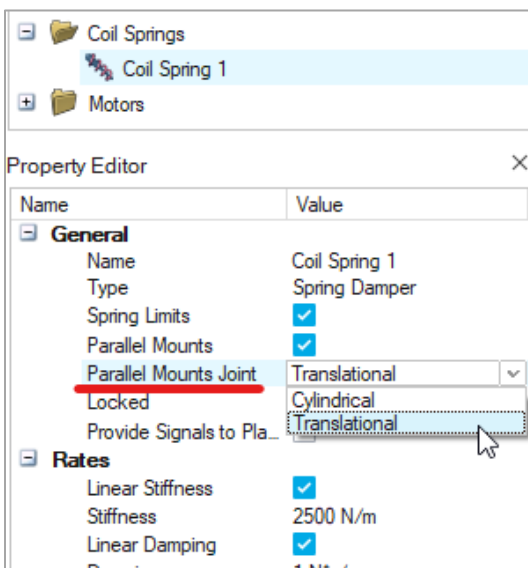 Coil Springs
Coil Spring 1
Motors
Property Editor
Name Value
General
Name Coil Spring 1
Type Spring Damper
Spring Limits
Parallel Mounts
Parallel Mounts Joint Translational
Locked Cylindrical
Provide Signals to Pla... Translational
Rates
Linear Stiffness
Stiffness 2500 N/m
Linear Damping